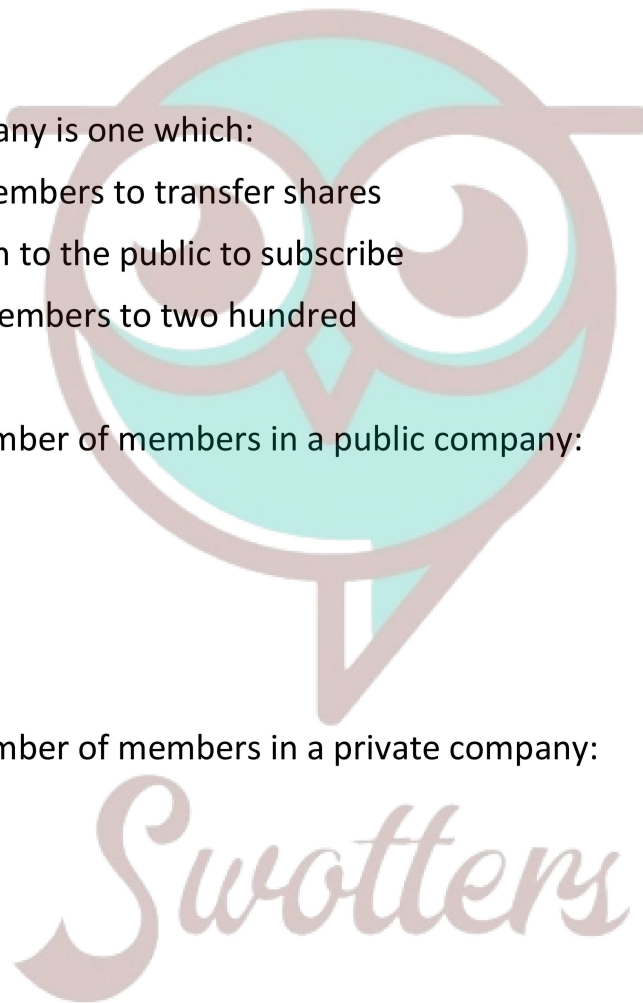 any is one which:
embers to transfer shares
n to the public to subscribe
embers to two hundred
mber of members in a public company:
mber of members in a private company:
Swotters